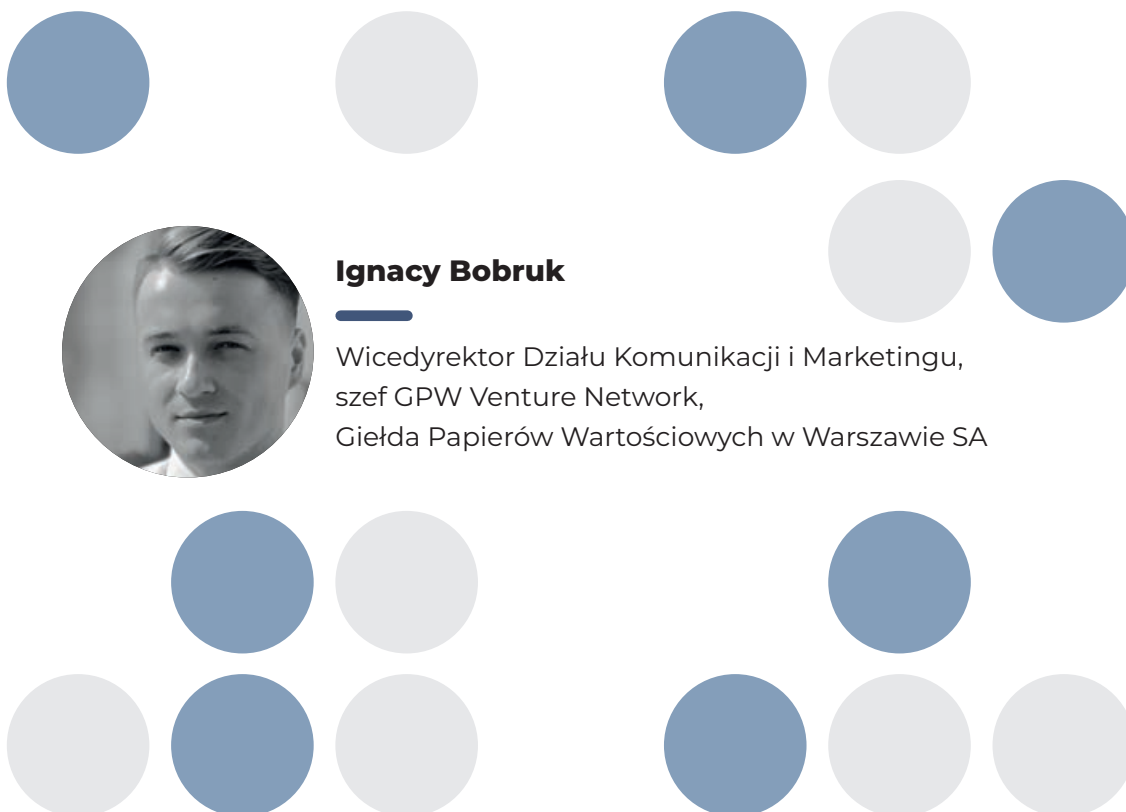 Ignacy Bobruk
Wicedyrektor Działu Komunikacji i Marketingu,
szef GPW Venture Network,
Giełda Papierów Wartościowych w Warszawie SA